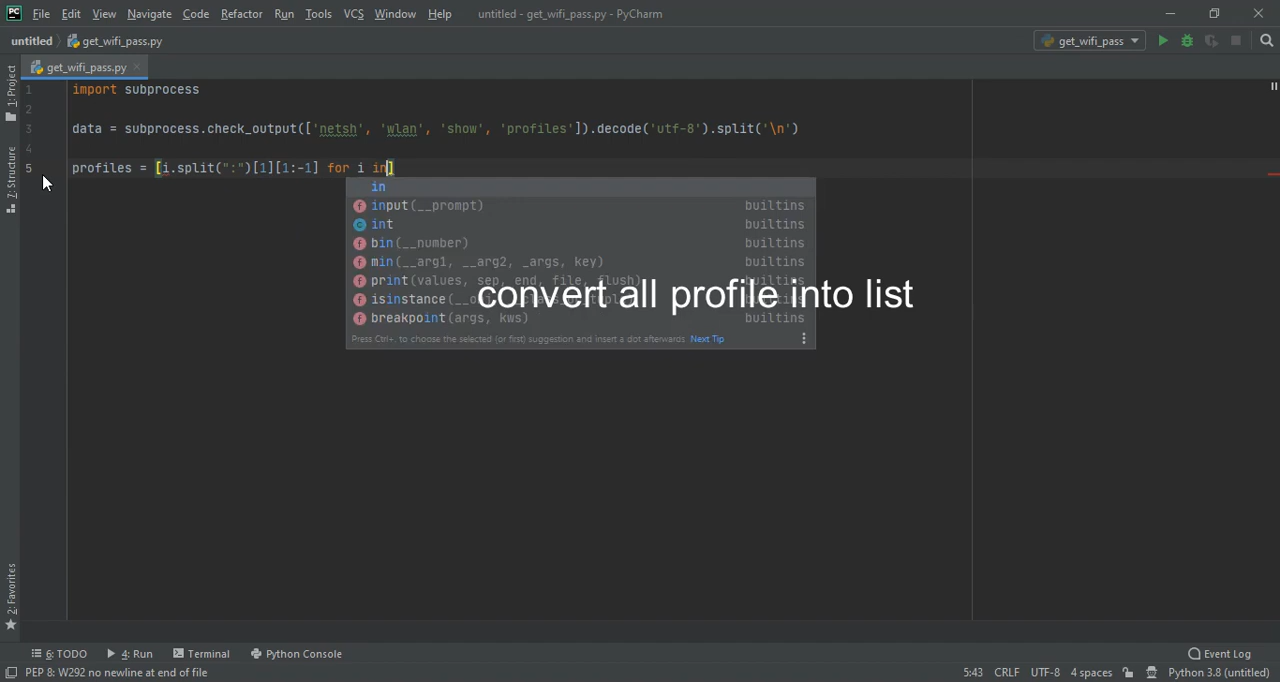 PC File Edit View Navigate Code Refactor Run Tools VCS Window Help untitled - get_wifi_pass.py - PyCharm
untitled get_wifi_pass.py get_wifi_pass
get_wifi_pass.py
1: Project
Z: Structure
2: Favorites
1 import subprocess
2
3 data = subprocess.check_output(['netsh', 'wlan', 'show', 'profiles']).decode('utf-8').split('\n')
4
5 profiles = [i.split(":")[1][1:-1] for i in]
in
f input(__prompt) builtins
c int builtins
f bin(__number) builtins
f min(__arg1, __arg2, _args, key) builtins
f print(values, sep, end, file, flush) builtins
f isinstance builtins
f breakpoint(args, kws) builtins
convert all profile into list
Press Ctrl+. to choose the selected (or first) suggestion and insert a dot afterwards Next Tip
6: TODO 4: Run Terminal Python Console Event Log
PEP 8: W292 no newline at end of file 5:43 CRLF UTF-8 4 spaces Python 3.8 (untitled)